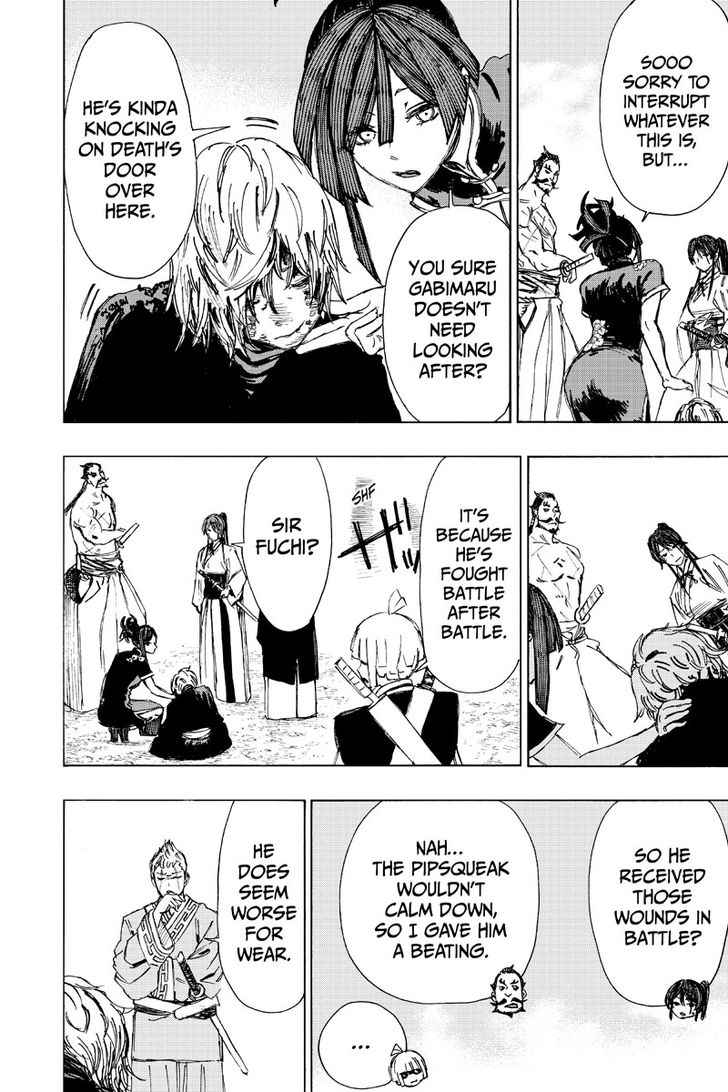 SOOO
SORRY TO
INTERRUPT
WHATEVER
THIS IS,
BUT...
HE'S KINDA
KNOCKING
ON DEATH'S
DOOR
OVER
HERE.
YOU SURE
GABIMARU
DOESN'T
NEED
LOOKING
AFTER?
IT'S
BECAUSE
HE'S
FOUGHT
BATTLE
AFTER
BATTLE.
SHF
SIR
FUCHI?
SO HE
RECEIVED
THOSE
WOUNDS IN
BATTLE?
NAH...
THE PIPSQUEAK
WOULDN'T
CALM DOWN,
SO I GAVE HIM
A BEATING.
...
HE
DOES
SEEM
WORSE
FOR
WEAR.